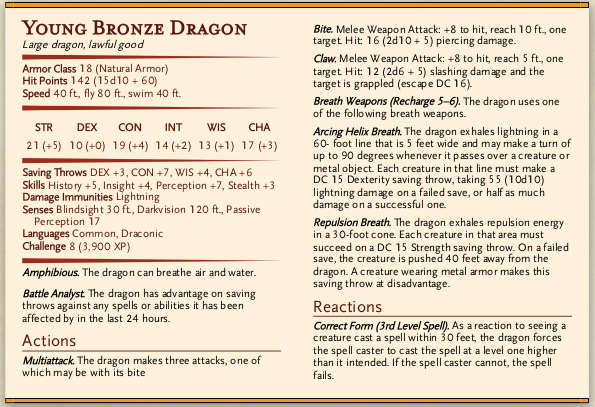 Young Bronze Dragon
Large dragon, lawful good
Armor Class 18 (Natural Armor)
Hit Points 142 (15d10 + 60)
Speed 40 ft., fly 80 ft., swim 40 ft.
STR DEX CON INT WIS CHA
21 (+5) 10 (+0) 19 (+4) 14 (+2) 13 (+1) 17 (+3)
Saving Throws DEX +3, CON +7, WIS +4, CHA +6
Skills History +5, Insight +4, Perception +7, Stealth +3
Damage Immunities Lightning
Senses Blindsight 30 ft., Darkvision 120 ft., Passive
Perception 17
Languages Common, Draconic
Challenge 8 (3,900 XP)
Amphibious. The dragon can breathe air and water.
Battle Analyst. The dragon has advantage on saving
throws against any spells or abilities it has been
affected by in the last 24 hours.
Actions
Multiattack. The dragon makes three attacks, one of
which may be with its bite
Bite. Melee Weapon Attack: +8 to hit, reach 10 ft., one
target. Hit: 16 (2d10 + 5) piercing damage.
Claw. Melee Weapon Attack: +8 to hit, reach 5 ft., one
target. Hit: 12 (2d6 + 5) slashing damage and the
target is grappled (escape DC 16).
Breath Weapons (Recharge 5–6). The dragon uses one
of the following breath weapons.
Arcing Helix Breath. The dragon exhales lightning in a
60- foot line that is 5 feet wide and may make a turn of
up to 90 degrees whenever it passes over a creature or
metal object. Each creature in that line must make a
DC 15 Dexterity saving throw, taking 55 (10d10)
lightning damage on a failed save, or half as much
damage on a successful one.
Repulsion Breath. The dragon exhales repulsion energy
in a 30-foot cone. Each creature in that area must
succeed on a DC 15 Strength saving throw. On a failed
save, the creature is pushed 40 feet away from the
dragon. A creature wearing metal armor makes this
saving throw at disadvantage.
Reactions
Correct Form (3rd Level Spell). As a reaction to seeing a
creature cast a spell within 30 feet, the dragon forces
the spell caster to cast the spell at a level one higher
than it intended. If the spell caster cannot, the spell
fails.